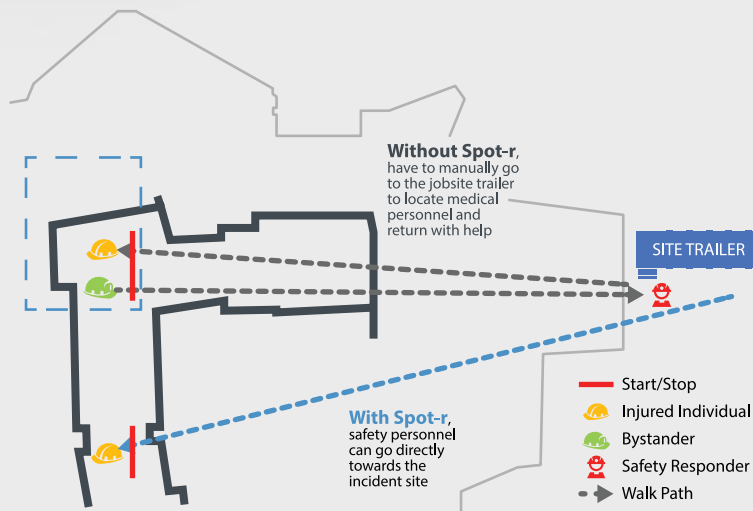 Without Spot-r,
have to manually go
to the jobsite trailer
to locate medical
personnel and
return with help
SITE TRAILER
With Spot-r,
safety personnel
can go directly
towards the
incident site
Start/Stop
Injured Individual
Bystander
Safety Responder
Walk Path